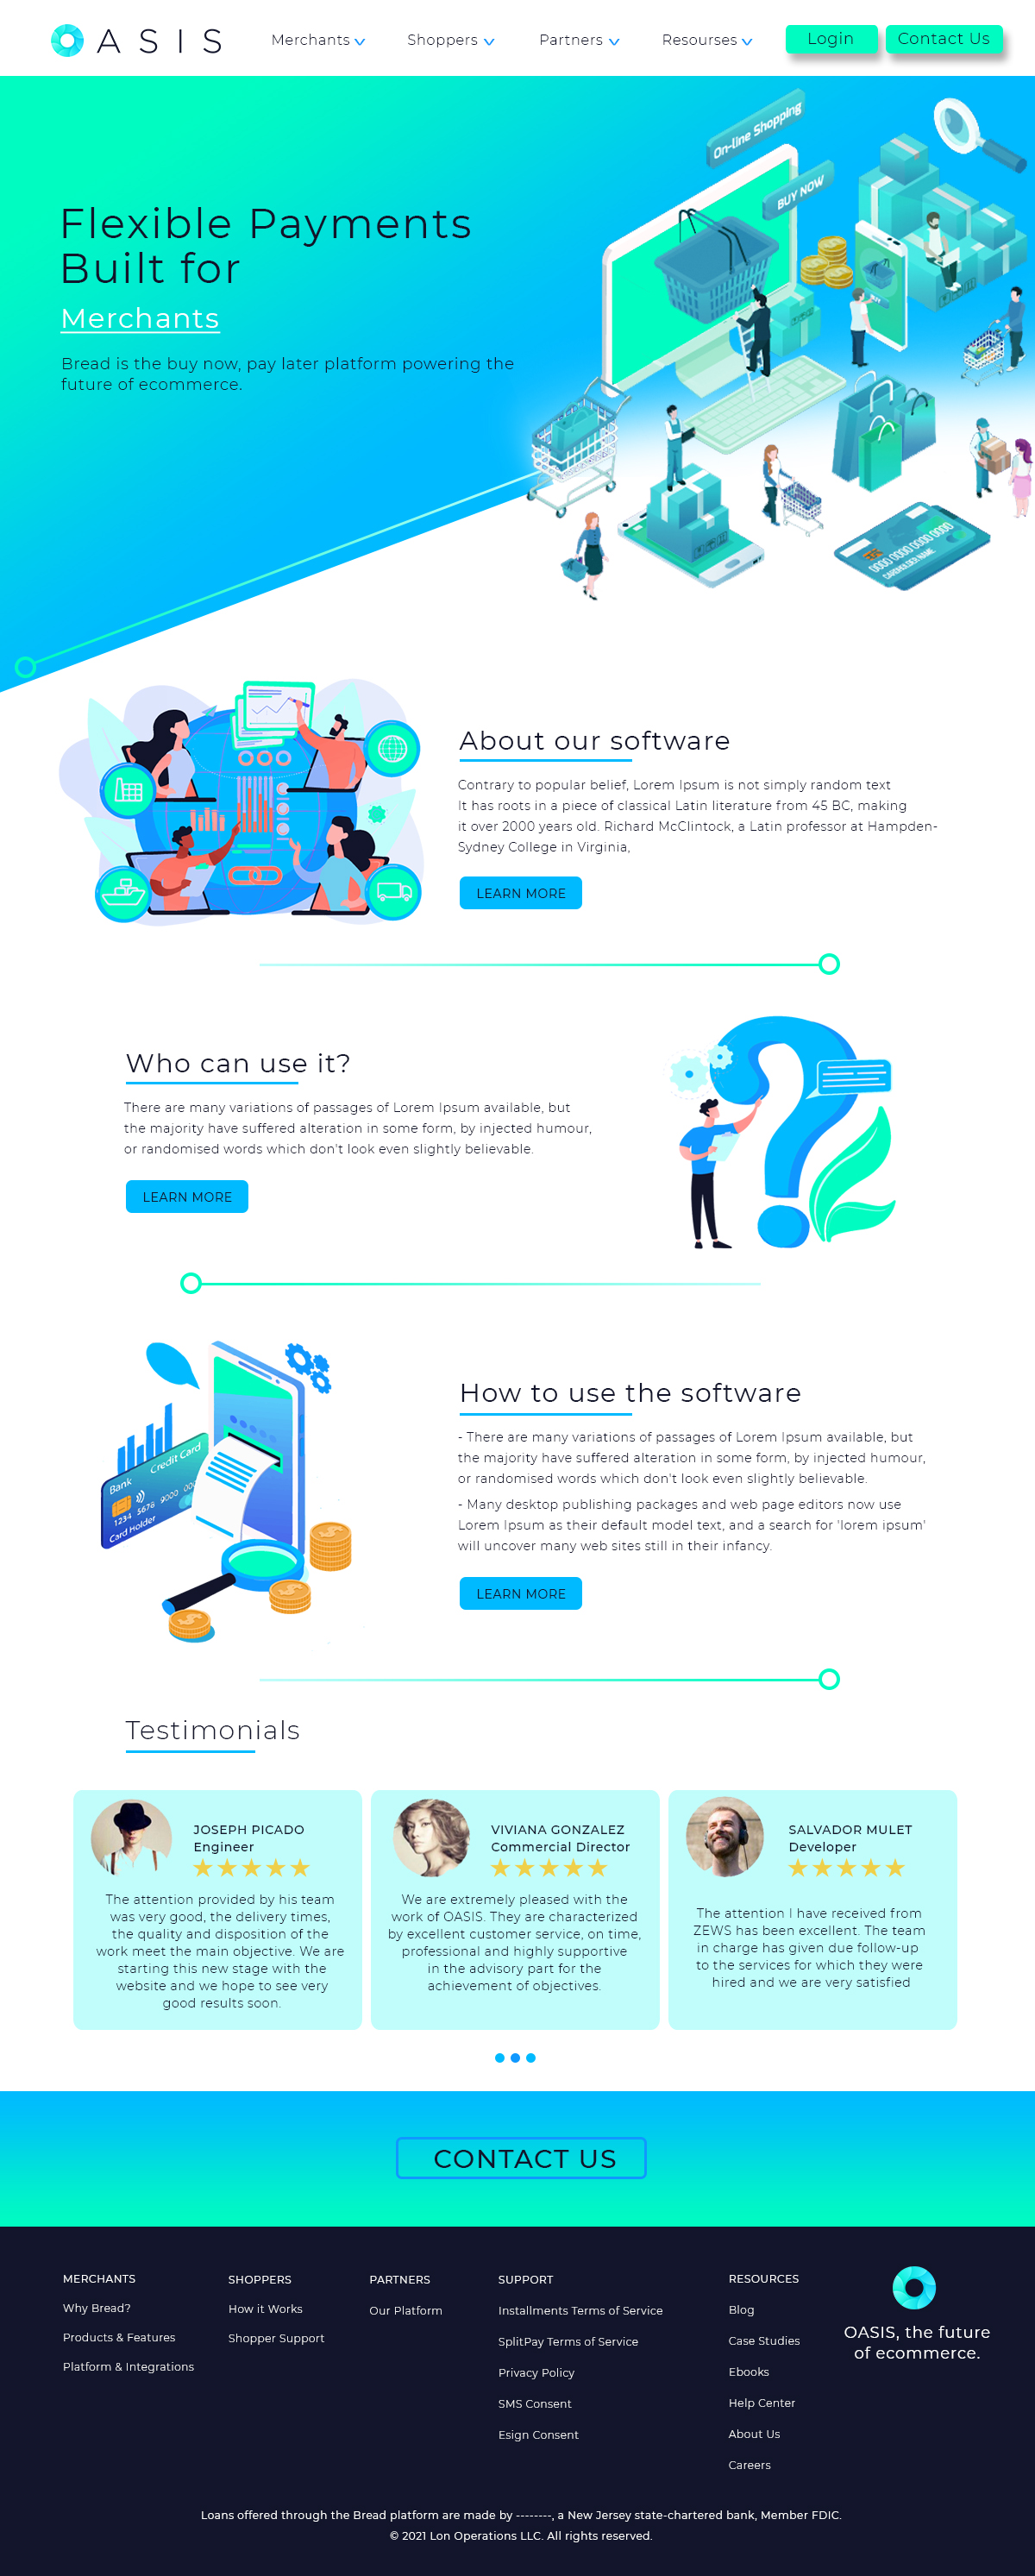 OASIS
Merchants
Shoppers
Partners
Resourses
Login
Contact Us
On-line Shopping
BUY NOW
BUY
Flexible Payments
Built for
Merchants
Bread is the buy now, pay later platform powering the
future of ecommerce.
0000 0000 0000 0000
CARDHOLDER NAME
About our software
Contrary to popular belief, Lorem Ipsum is not simply random text
It has roots in a piece of classical Latin literature from 45 BC, making
it over 2000 years old. Richard McClintock, a Latin professor at Hampden-
Sydney College in Virginia,
LEARN MORE
Who can use it?
There are many variations of passages of Lorem Ipsum available, but
the majority have suffered alteration in some form, by injected humour,
or randomised words which don't look even slightly believable.
LEARN MORE
Bank
Credit Card
1234 5678 9000
Card Holder
How to use the software
- There are many variations of passages of Lorem Ipsum available, but
the majority have suffered alteration in some form, by injected humour,
or randomised words which don't look even slightly believable.
- Many desktop publishing packages and web page editors now use
Lorem Ipsum as their default model text, and a search for 'lorem ipsum'
will uncover many web sites still in their infancy.
LEARN MORE
Testimonials
JOSEPH PICADO
Engineer
The attention provided by his team
was very good, the delivery times,
the quality and disposition of the
work meet the main objective. We are
starting this new stage with the
website and we hope to see very
good results soon.
VIVIANA GONZALEZ
Commercial Director
We are extremely pleased with the
work of OASIS. They are characterized
by excellent customer service, on time,
professional and highly supportive
in the advisory part for the
achievement of objectives.
SALVADOR MULET
Developer
The attention I have received from
ZEWS has been excellent. The team
in charge has given due follow-up
to the services for which they were
hired and we are very satisfied
CONTACT US
MERCHANTS
Why Bread?
Products & Features
Platform & Integrations
SHOPPERS
How it Works
Shopper Support
PARTNERS
Our Platform
SUPPORT
Installments Terms of Service
SplitPay Terms of Service
Privacy Policy
SMS Consent
Esign Consent
RESOURCES
Blog
Case Studies
Ebooks
Help Center
About Us
Careers
OASIS, the future
of ecommerce.
Loans offered through the Bread platform are made by --------, a New Jersey state-chartered bank, Member FDIC.
© 2021 Lon Operations LLC. All rights reserved.